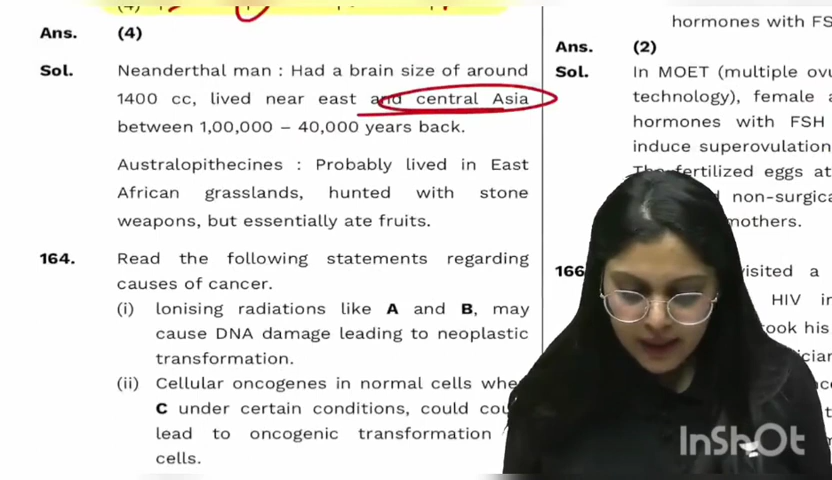 Ans. (4)
Sol. Neanderthal man : Had a brain size of around
1400 cc, lived near east and central Asia
between 1,00,000 – 40,000 years back.
Australopithecines : Probably lived in East
African grasslands, hunted with stone
weapons, but essentially ate fruits.
164. Read the following statements regarding
causes of cancer.
(i) Ionising radiations like A and B, may
cause DNA damage leading to neoplastic
transformation.
(ii) Cellular oncogenes in normal cells
C under certain conditions, could
lead to oncogenic transformation
cells.
hormones with FS
Ans. (2)
Sol. In MOET (multiple ovu
technology), female a
hormones with FSH
induce superovulation
fertilized eggs at
non-surgica
mothers.
166
visited a
HIV in
took his
InShOt